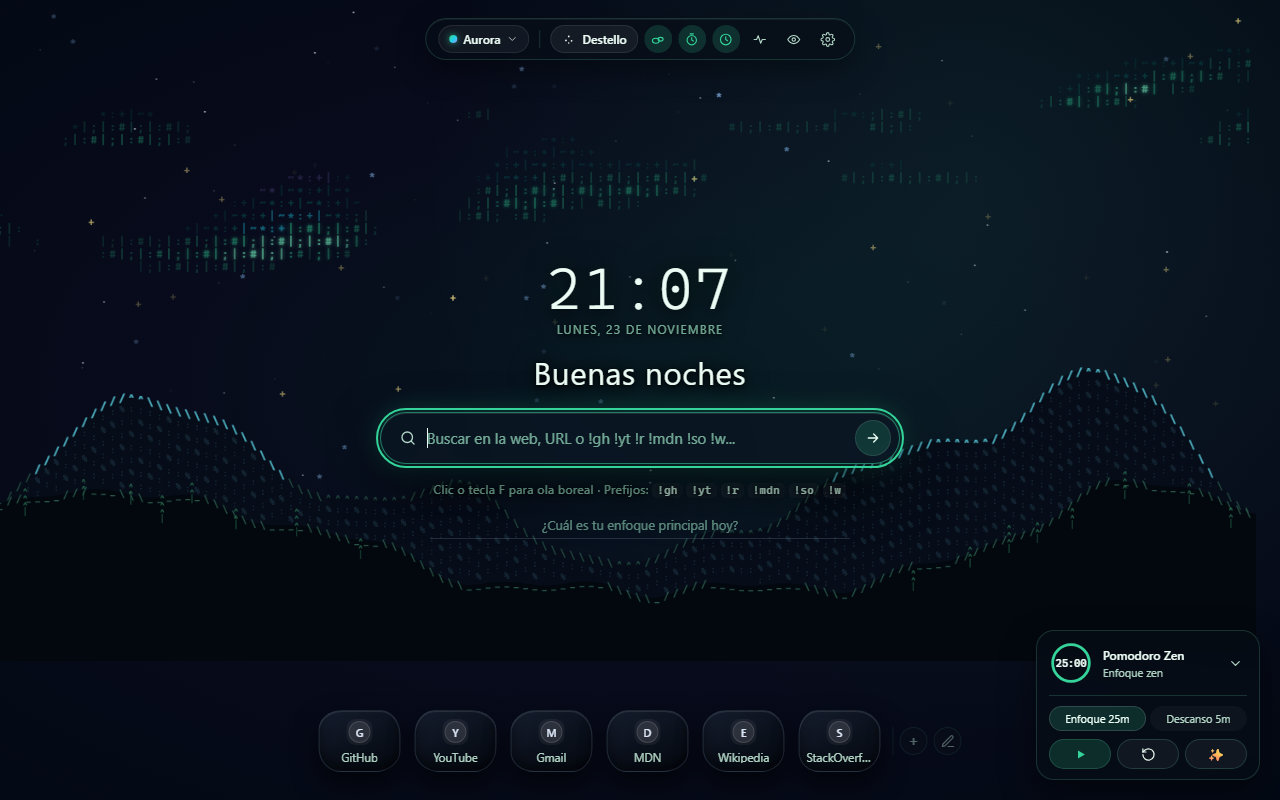 Aurora
Destello
21:07
LUNES, 23 DE NOVIEMBRE
Buenas noches
Buscar en la web, URL o !gh !yt !r !mdn !so !w...
Clic o tecla F para ola boreal · Prefijos: !gh !yt !r !mdn !so !w
¿Cuál es tu enfoque principal hoy?
25:00
Pomodoro Zen
Enfoque zen
Enfoque 25m
Descanso 5m
G
GitHub
Y
YouTube
M
Gmail
D
MDN
E
Wikipedia
S
StackOverf...